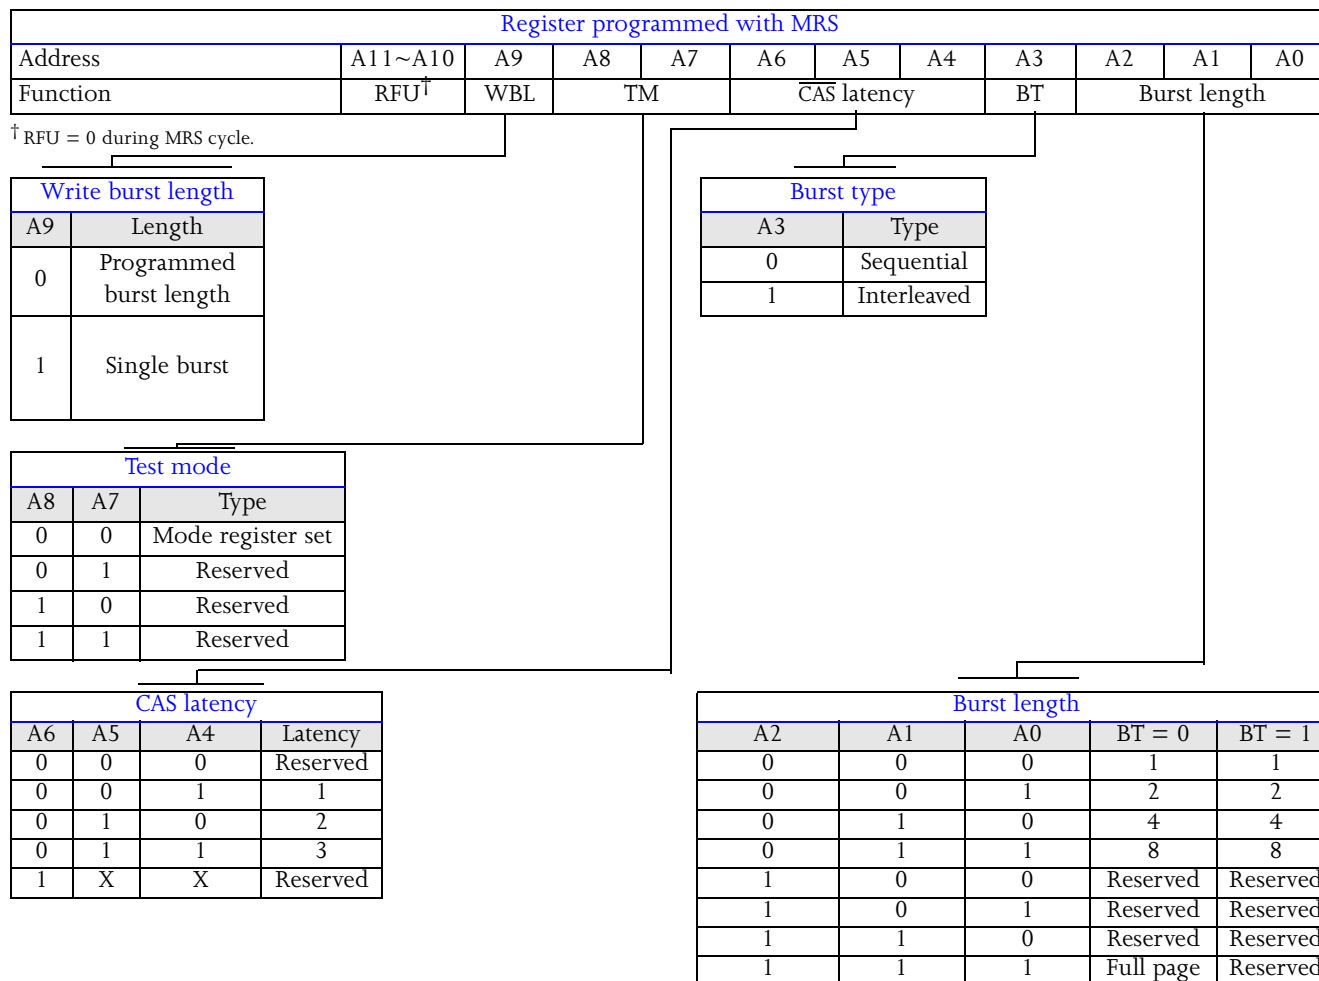 Register programmed with MRS
Address A11~A10 A9 A8 A7 A6 A5 A4 A3 A2 A1 A0
Function RFU† WBL TM CAS latency BT Burst length
† RFU = 0 during MRS cycle.
Write burst length
A9 Length
0 Programmed burst length
1 Single burst
Burst type
A3 Type
0 Sequential
1 Interleaved
Test mode
A8 A7 Type
0 0 Mode register set
0 1 Reserved
1 0 Reserved
1 1 Reserved
CAS latency
A6 A5 A4 Latency
0 0 0 Reserved
0 0 1 1
0 1 0 2
0 1 1 3
1 X X Reserved
Burst length
A2 A1 A0 BT = 0 BT = 1
0 0 0 1 1
0 0 1 2 2
0 1 0 4 4
0 1 1 8 8
1 0 0 Reserved Reserved
1 0 1 Reserved Reserved
1 1 0 Reserved Reserved
1 1 1 Full page Reserved